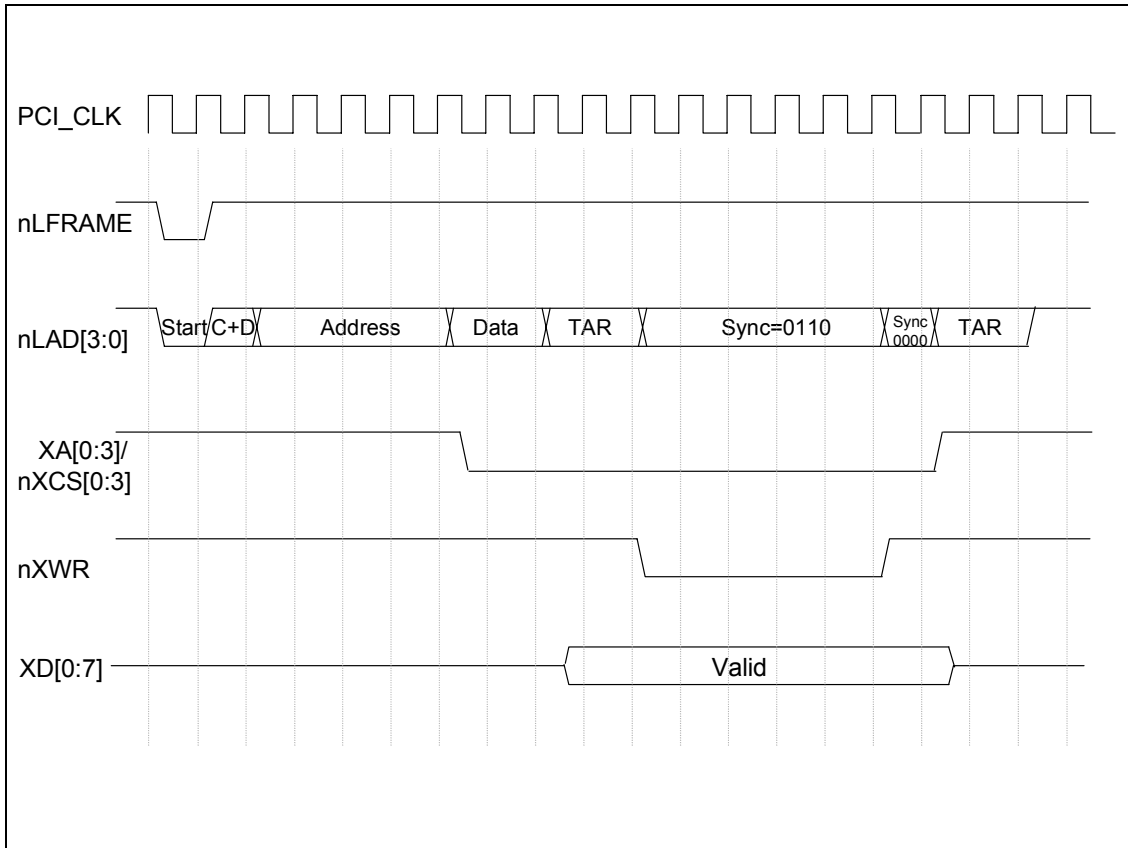 PCI_CLK
nLFRAME
nLAD[3:0]
Start
C+D
Address
Data
TAR
Sync=0110
Sync
0000
TAR
XA[0:3]/
nXCS[0:3]
nXWR
XD[0:7]
Valid